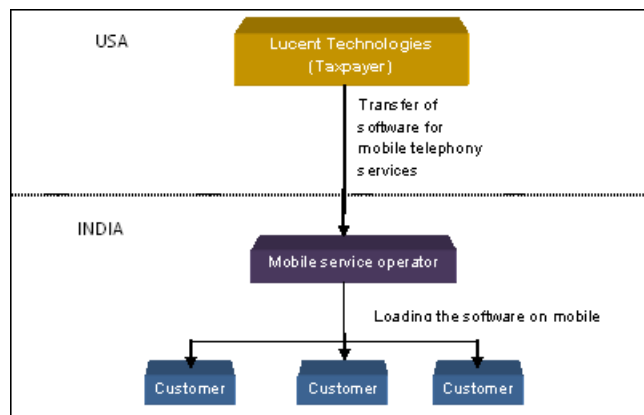 USA
Lucent Technologies
(Taxpayer)
Transfer of
software for
mobile telephony
services
INDIA
Mobile service operator
Loading the software on mobile
Customer
Customer
Customer